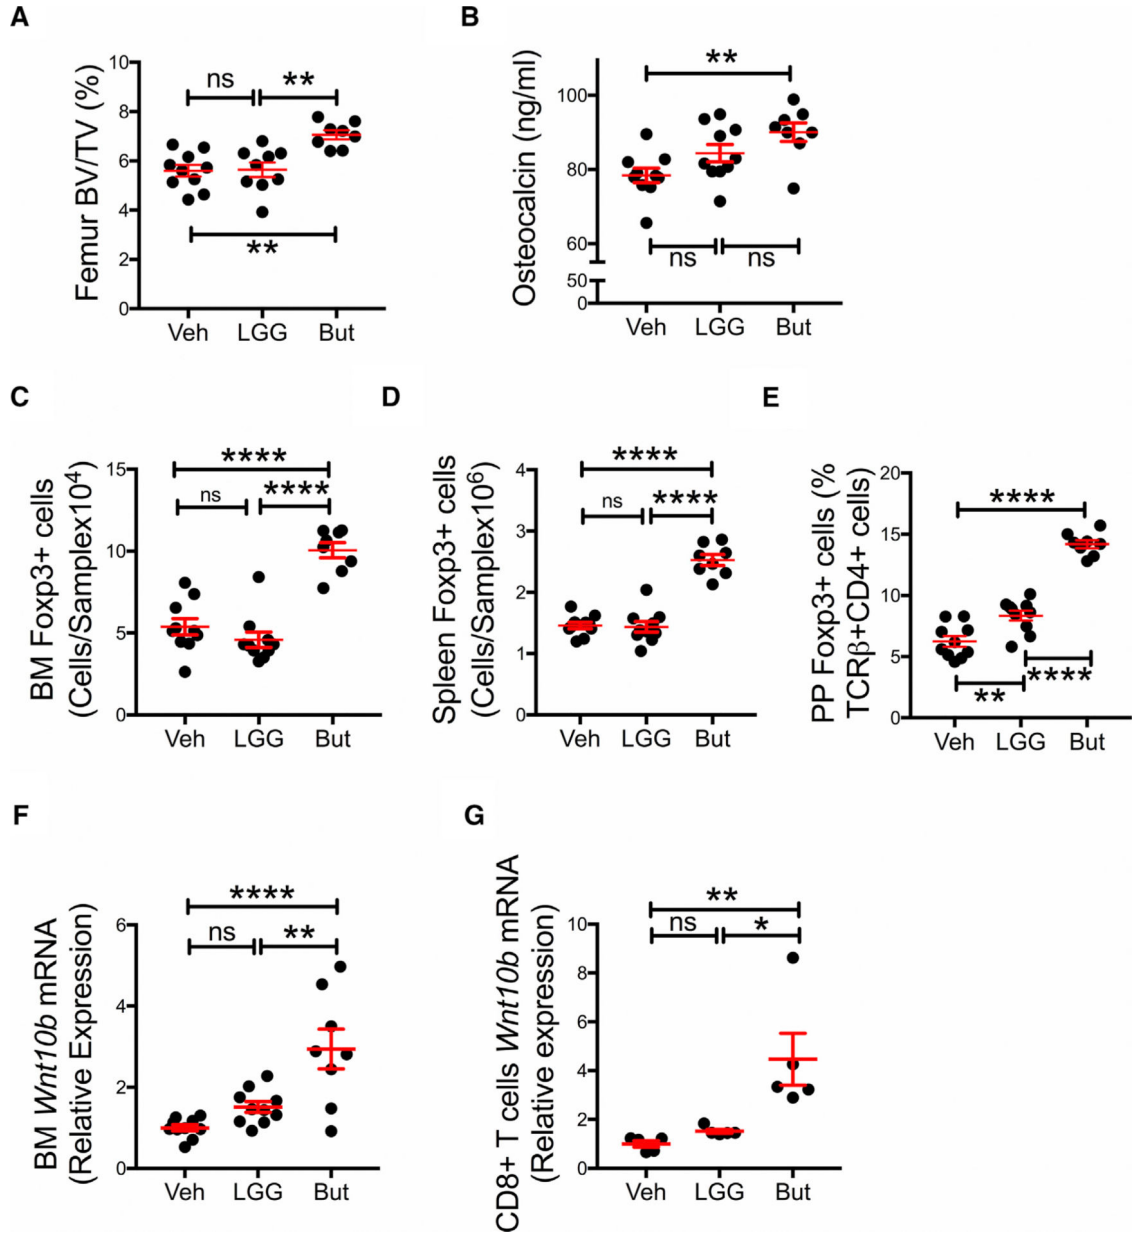 A
Femur BV/TV (%)
10
8
6
4
2
0
ns
**
**
Veh LGG But
B
Osteocalcin (ng/ml)
100
80
60
50
0
**
ns
ns
Veh LGG But
C
BM Foxp3+ cells
(Cells/Samplex10⁴)
15
10
5
0
****
ns
****
Veh LGG But
D
Spleen Foxp3+ cells
(Cells/Samplex10⁶)
4
3
2
1
0
****
ns
****
Veh LGG But
E
PP Foxp3+ cells (%
TCRβ+CD4+ cells)
20
15
10
5
0
****
**
****
Veh LGG But
F
BM Wnt10b mRNA
(Relative Expression)
6
4
2
0
****
ns
**
Veh LGG But
G
CD8+ T cells Wnt10b mRNA
(Relative expression)
10
8
6
4
2
0
**
ns
*
Veh LGG But